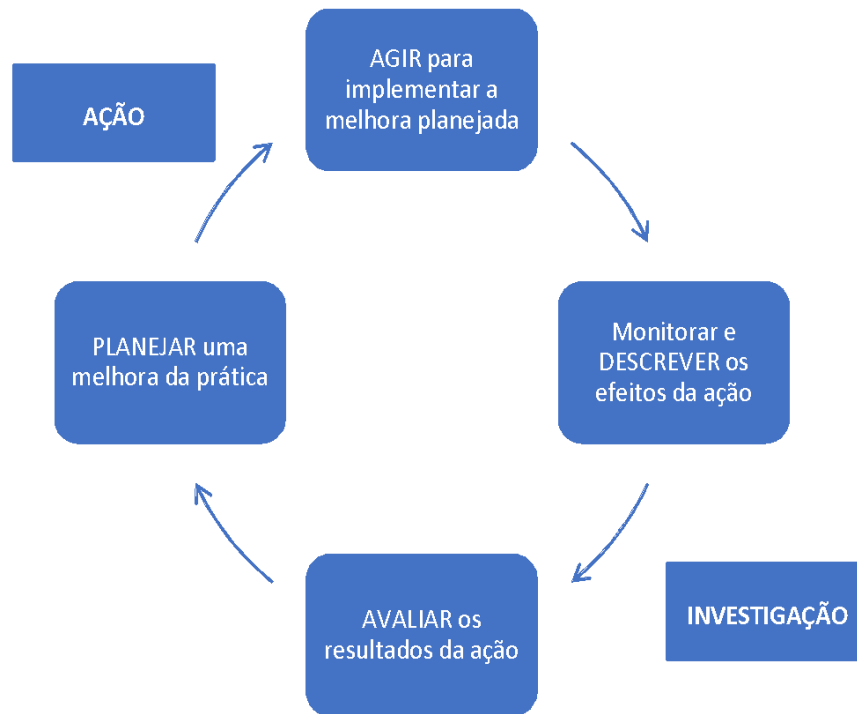 AÇÃO
AGIR para
implementar a
melhora planejada
PLANEJAR uma
melhora da prática
Monitorar e
DESCREVER os
efeitos da ação
AVALIAR os
resultados da ação
INVESTIGAÇÃO